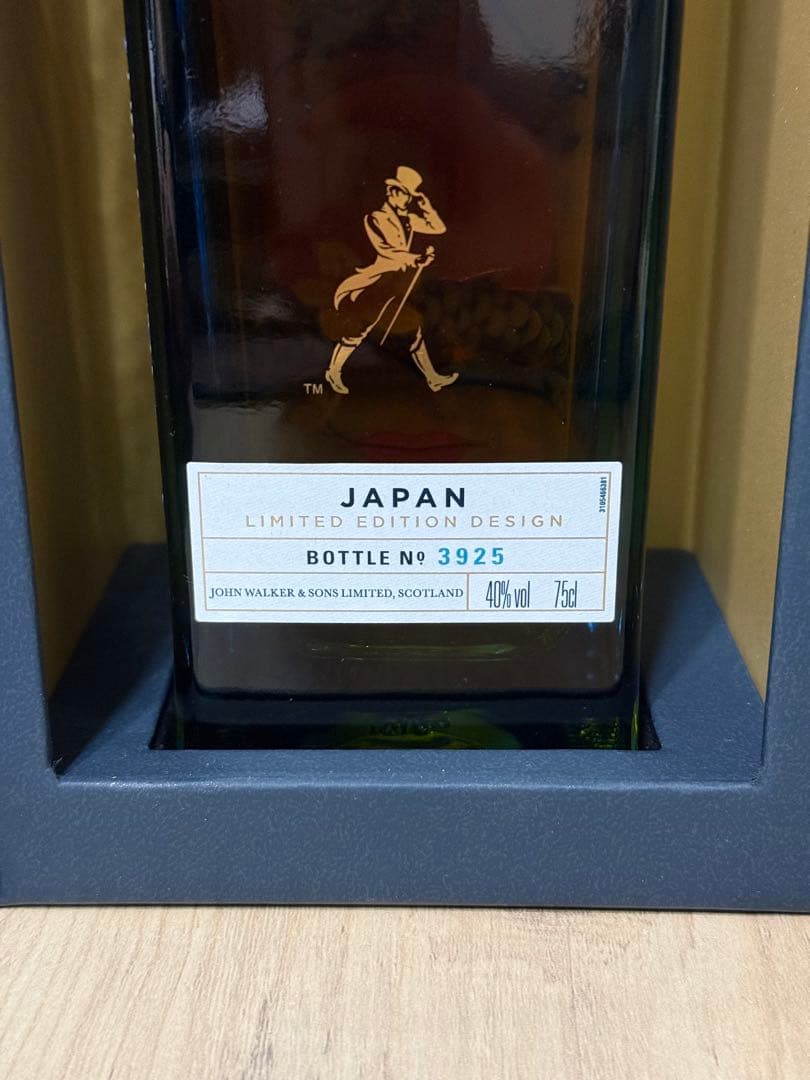 TM
JAPAN
LIMITED EDITION DESIGN
BOTTLE Nº 3925
JOHN WALKER & SONS LIMITED, SCOTLAND
40% vol 75cl